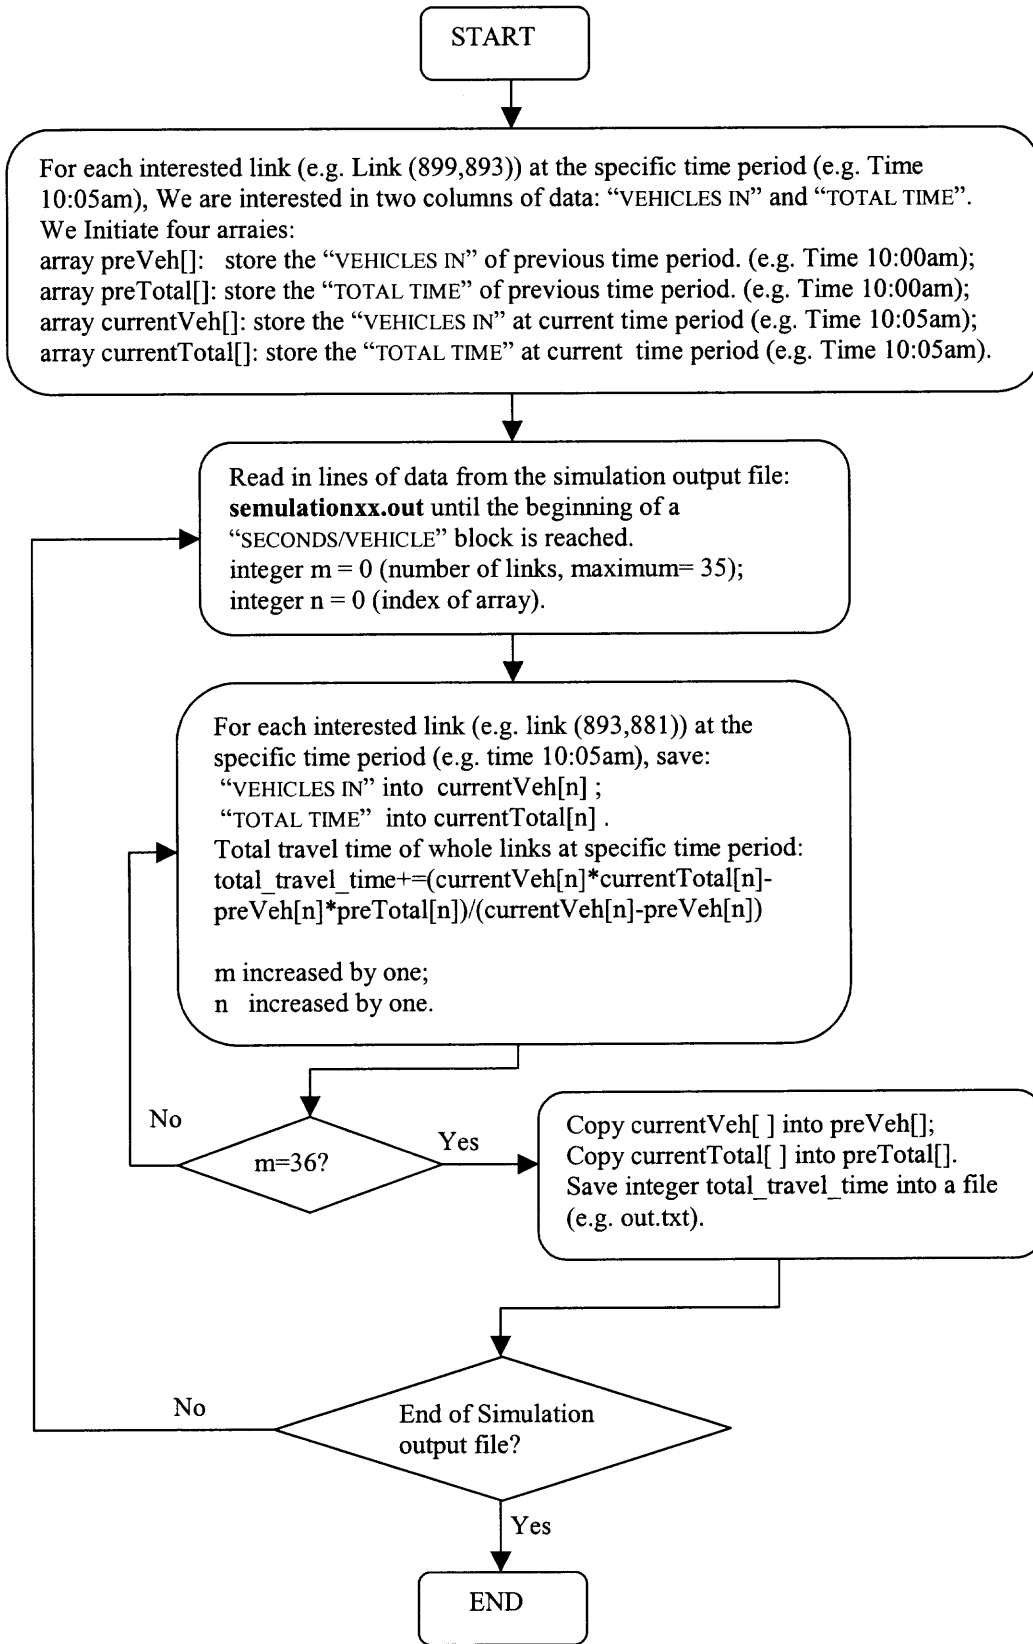 START
For each interested link (e.g. Link (899,893)) at the specific time period (e.g. Time
10:05am), We are interested in two columns of data: “VEHICLES IN” and “TOTAL TIME”.
We Initiate four arraies:
array preVeh[]: store the “VEHICLES IN” of previous time period. (e.g. Time 10:00am);
array preTotal[]: store the “TOTAL TIME” of previous time period. (e.g. Time 10:00am);
array currentVeh[]: store the “VEHICLES IN” at current time period (e.g. Time 10:05am);
array currentTotal[]: store the “TOTAL TIME” at current time period (e.g. Time 10:05am).
Read in lines of data from the simulation output file:
semulationxx.out until the beginning of a
“SECONDS/VEHICLE” block is reached.
integer m = 0 (number of links, maximum= 35);
integer n = 0 (index of array).
For each interested link (e.g. link (893,881)) at the
specific time period (e.g. time 10:05am), save:
“VEHICLES IN” into currentVeh[n] ;
“TOTAL TIME” into currentTotal[n] .
Total travel time of whole links at specific time period:
total_travel_time+=(currentVeh[n]*currentTotal[n]-
preVeh[n]*preTotal[n])/(currentVeh[n]-preVeh[n])
m increased by one;
n increased by one.
No
m=36?
Yes
Copy currentVeh[ ] into preVeh[];
Copy currentTotal[ ] into preTotal[].
Save integer total_travel_time into a file
(e.g. out.txt).
No
End of Simulation
output file?
Yes
END